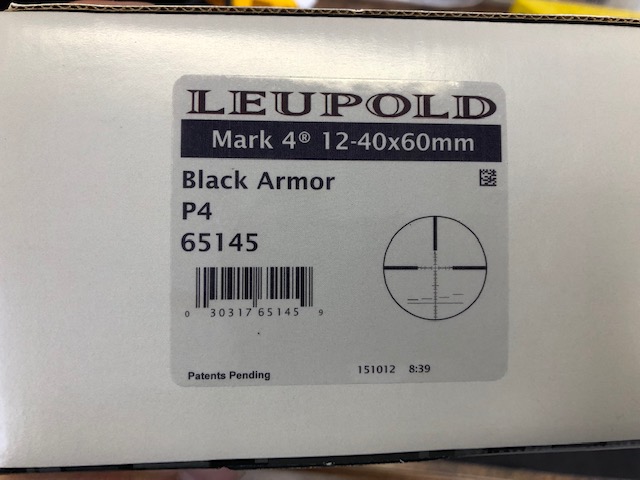 LEUPOLD
Mark 4® 12-40x60mm
Black Armor
P4
65145
0 30317 65145 9
Patents Pending
151012 8:39